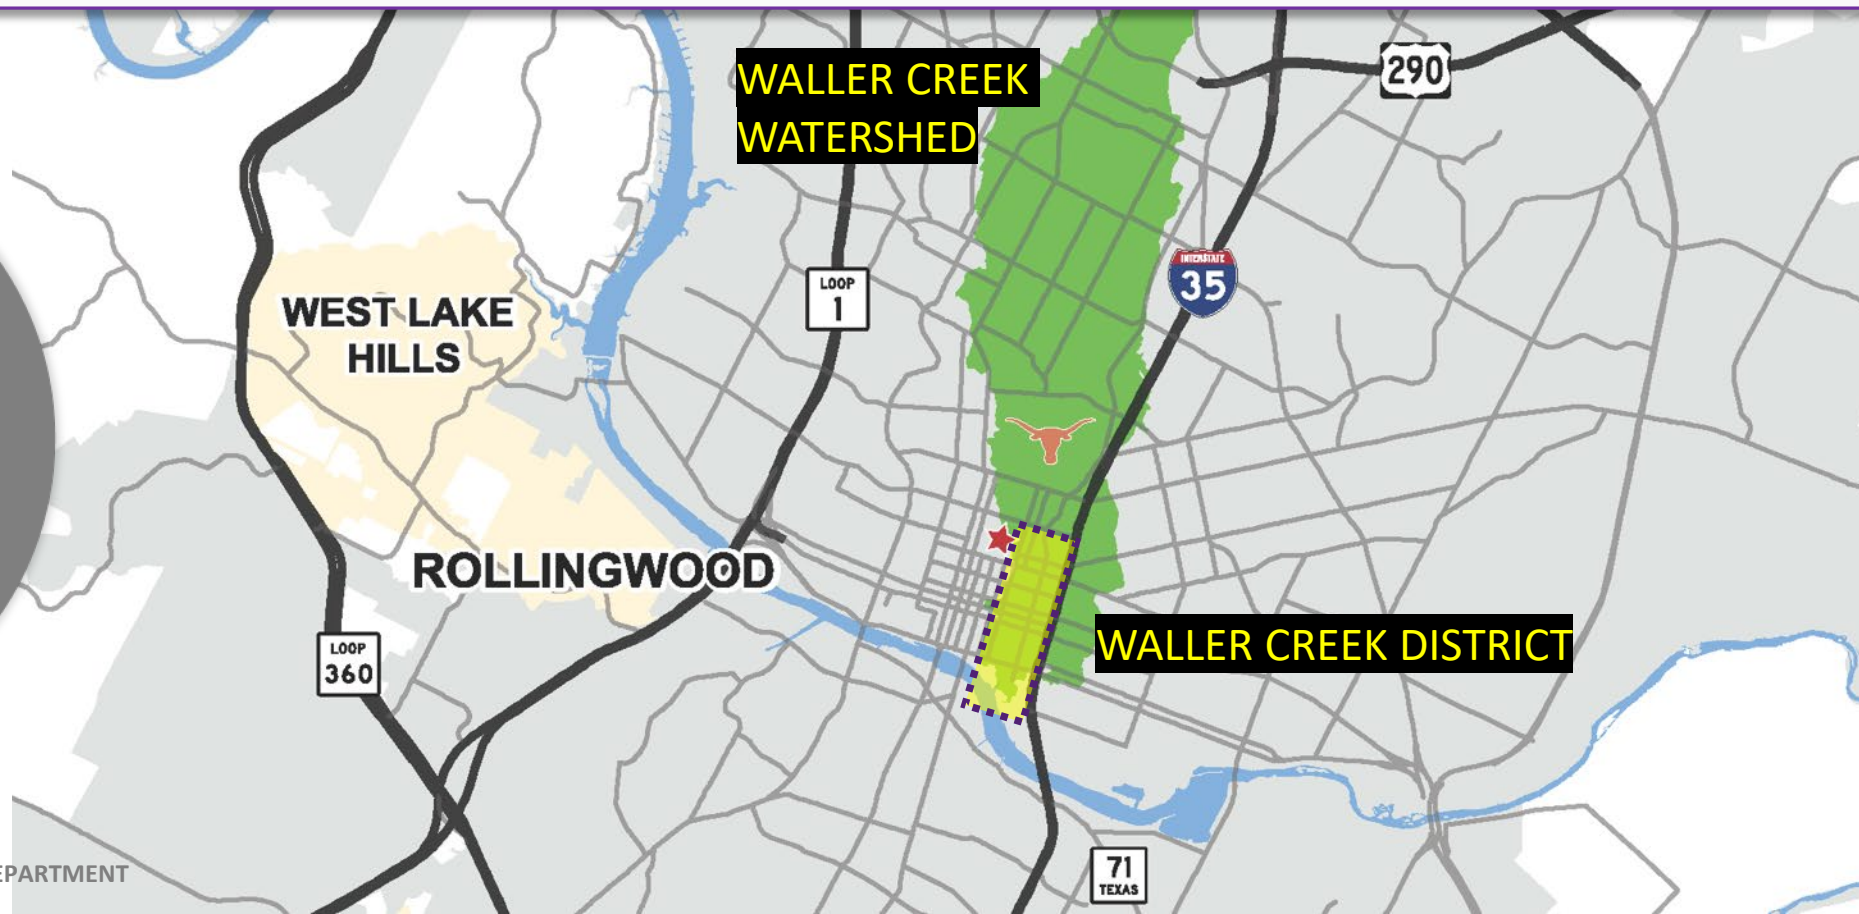 WALLER CREEK
WATERSHED
290
INTERSTATE
35
LOOP
1
WEST LAKE
HILLS
ROLLINGWOOD
WALLER CREEK DISTRICT
LOOP
360
71
TEXAS